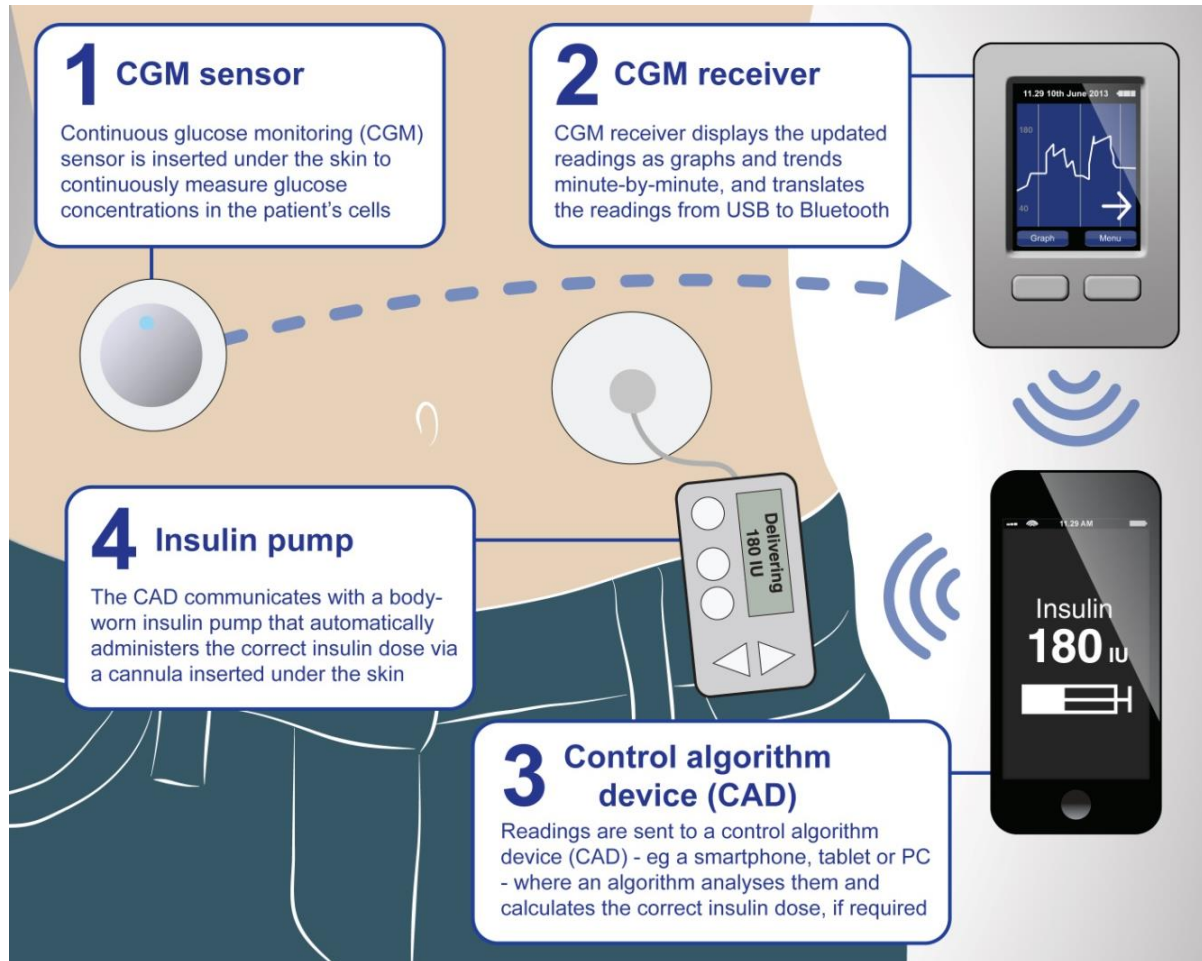 1 CGM sensor
Continuous glucose monitoring (CGM)
sensor is inserted under the skin to
continuously measure glucose
concentrations in the patient's cells
2 CGM receiver
CGM receiver displays the updated
readings as graphs and trends
minute-by-minute, and translates
the readings from USB to Bluetooth
11.29 10th June 2013
180
40
Graph
Menu
4 Insulin pump
The CAD communicates with a body-
worn insulin pump that automatically
administers the correct insulin dose via
a cannula inserted under the skin
Delivering
180 IU
11.29 AM
Insulin
180 IU
3 Control algorithm
device (CAD)
Readings are sent to a control algorithm
device (CAD) - eg a smartphone, tablet or PC
- where an algorithm analyses them and
calculates the correct insulin dose, if required